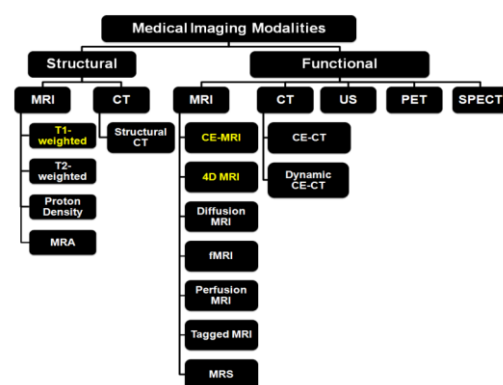 Medical Imaging Modalities
Structural
Functional
MRI
CT
MRI
CT
US
PET
SPECT
T1-
weighted
Structural
CT
CE-MRI
CE-CT
T2-
weighted
4D MRI
Dynamic
CE-CT
Proton
Density
Diffusion
MRI
MRA
fMRI
Perfusion
MRI
Tagged MRI
MRS